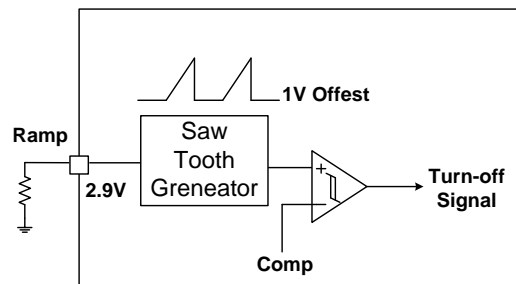 1V Offest
Ramp
2.9V
Saw
Tooth
Greneator
+
-
Turn-off
Signal
Comp